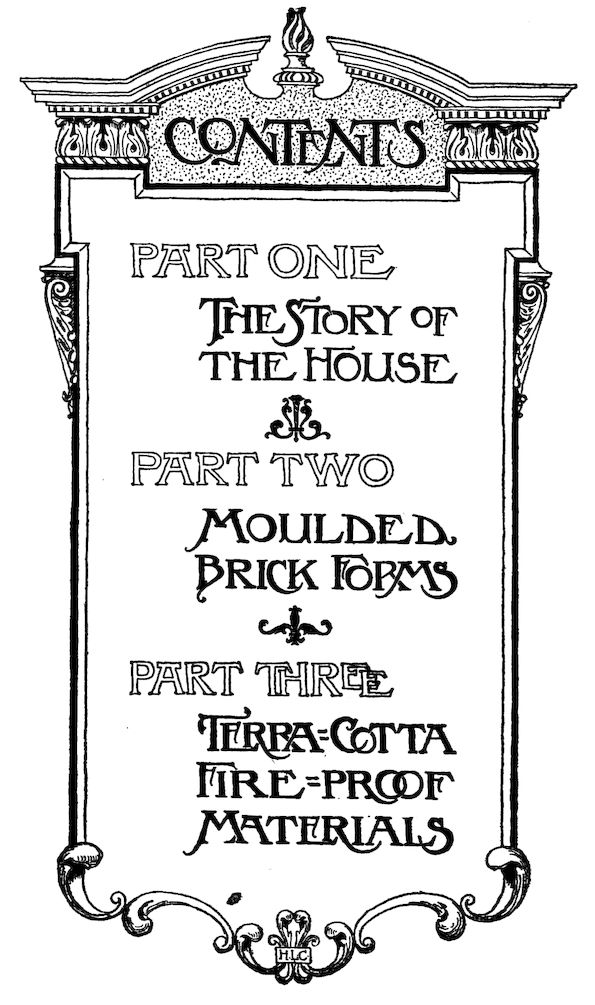 CONTENTS
PART ONE
THE STORY OF
THE HOUSE
PART TWO
MOULDED
BRICK FORMS
PART THREE
TERRA=COTTA
FIRE=PROOF
MATERIALS
H.L.C